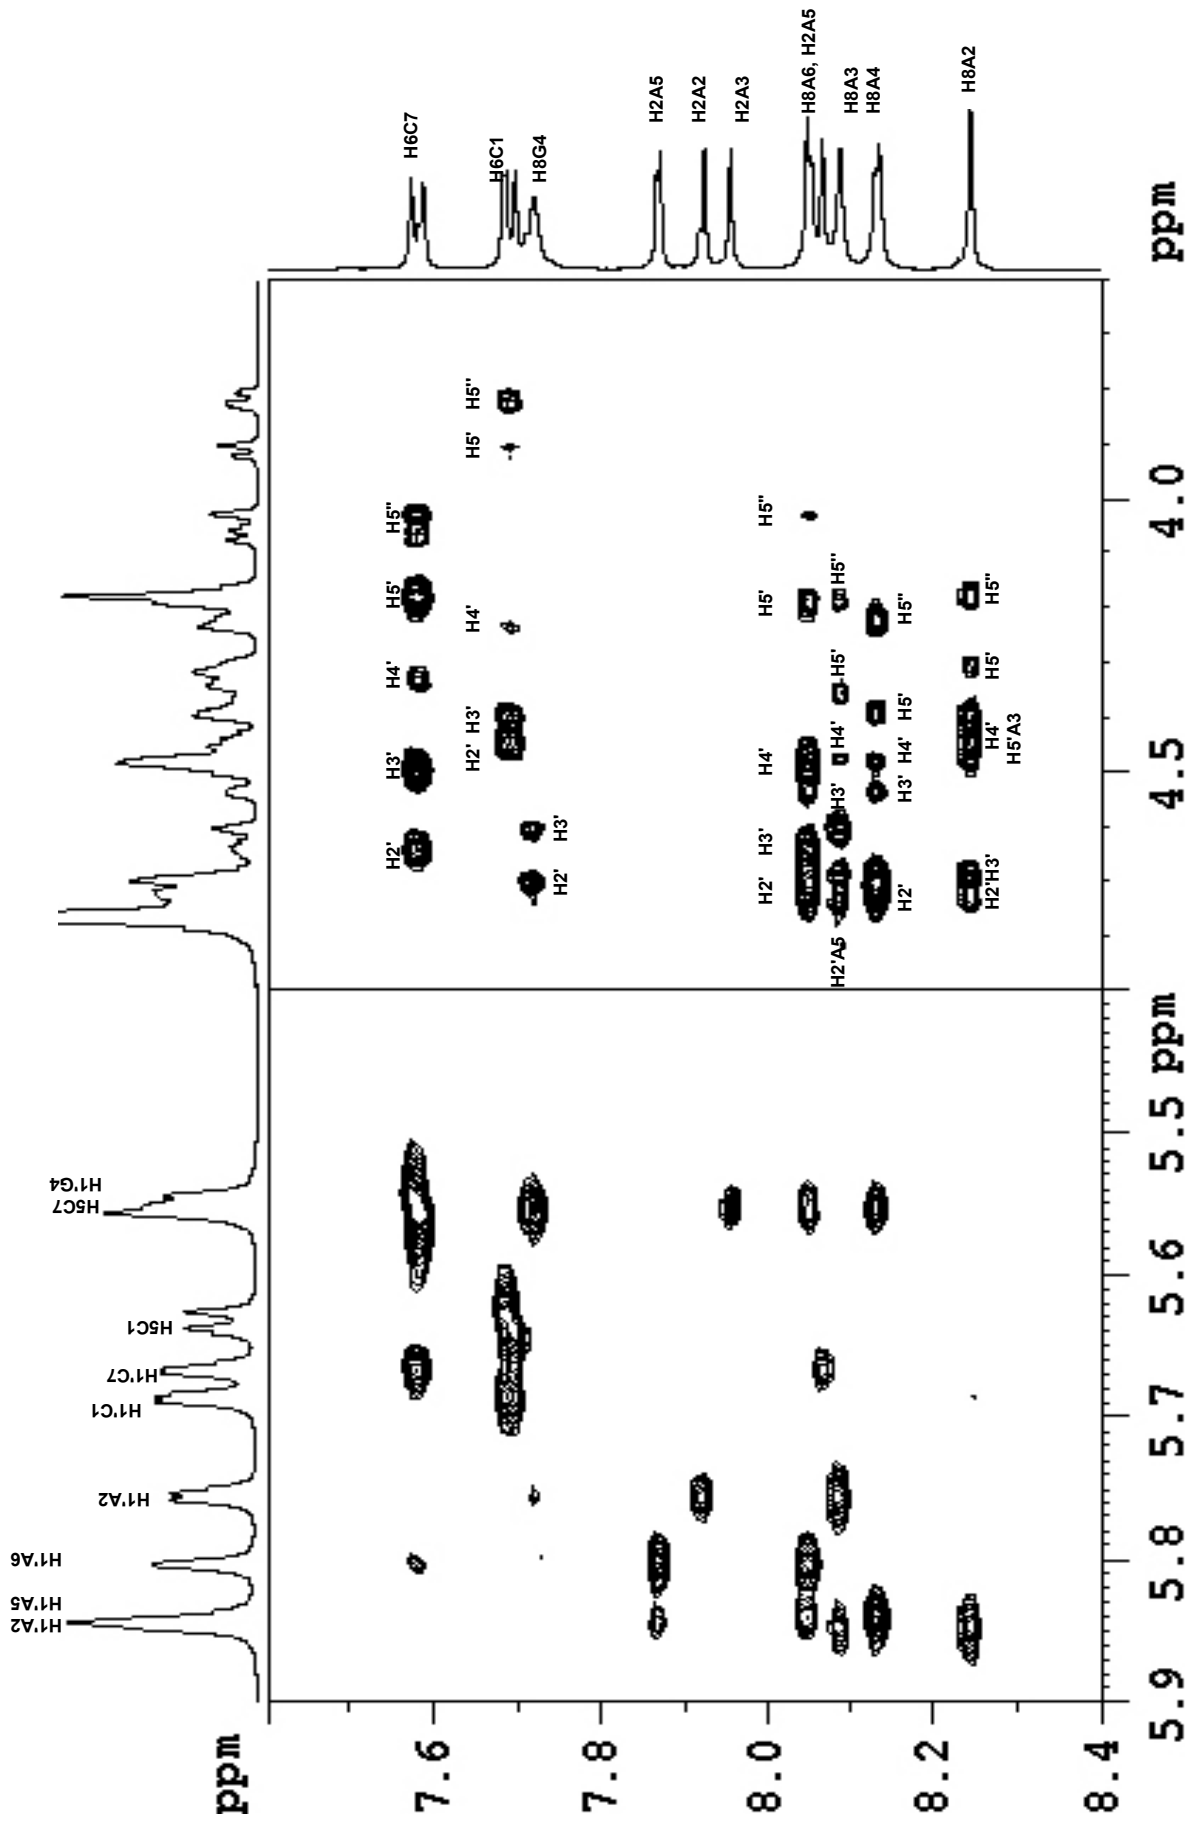 H6C7
H6C1
H8G4
H2A5
H2A2
H2A3
H8A6, H2A5
H8A3
H8A4
H8A2
ppm
H5"
H5'
H4'
H3'
H2'
H5"
H5'
H4'
H3'
H2'
H3'
H2'
H5"
H5'
H4'
H3'
H2'
H5"
H5'
H4'
H3'
H2'A5
H5"
H5'
H4'
H3'
H2'
H5"
H5'
H4'
H5'A3
H2'H3'
4.0
4.5
ppm
5.5
5.6
5.7
5.8
5.9
H1'G4
H5C7
H5C1
H1'C7
H1'C1
H1'A2
H1'A6
H1'A5
H1'A2
ppm
7.6
7.8
8.0
8.2
8.4